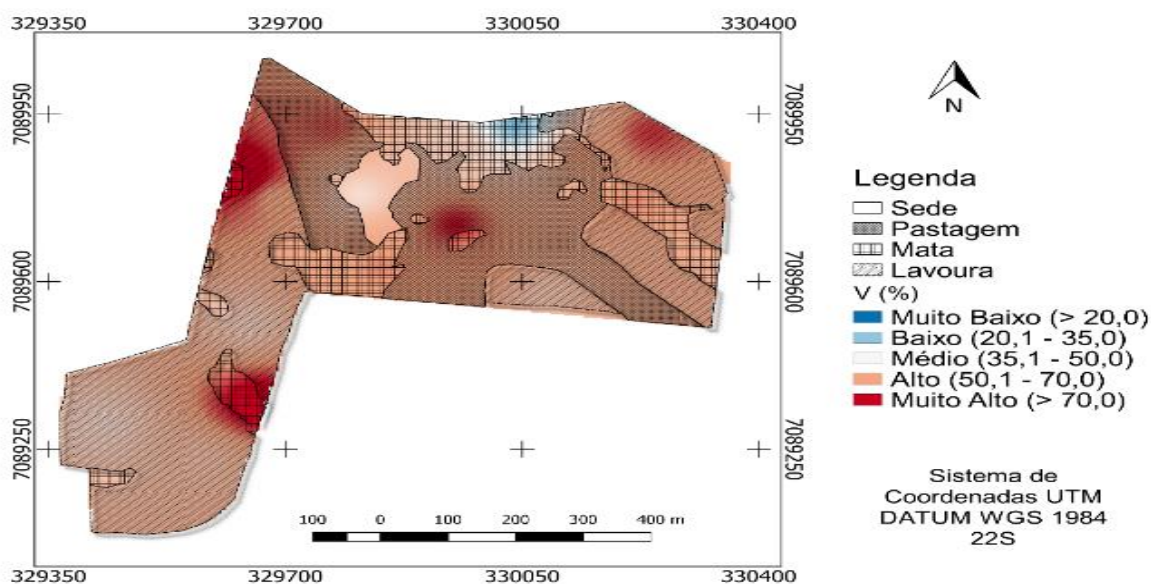 329350 329700 330050 330400
7089950 7089950
N
Legenda
Sede
Pastagem
Mata
Lavoura
V (%)
Muito Baixo (> 20,0)
Baixo (20,1 - 35,0)
Médio (35,1 - 50,0)
Alto (50,1 - 70,0)
Muito Alto (> 70,0)
7089600 7089600
7089250 7089250
Sistema de
Coordenadas UTM
DATUM WGS 1984
22S
100 0 100 200 300 400 m
329350 329700 330050 330400